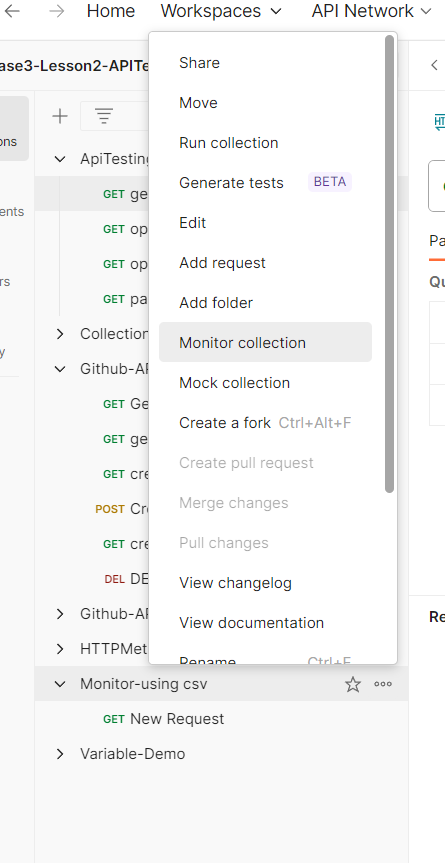 Home Workspaces API Network
ase3-Lesson2-APITe
Share
Move
Run collection
Generate tests BETA
Edit
Add request
Add folder
Monitor collection
Mock collection
Create a fork Ctrl+Alt+F
Create pull request
Merge changes
Pull changes
View changelog
View documentation
Rename Ctrl+E
ons
ents
rs
y
ApiTesting
GET ge
GET op
GET op
GET pa
Collection
Github-AP
GET Ge
GET ge
GET cre
POST Cre
GET cre
DEL DE
Github-AP
HTTPMet
Monitor-using csv
GET New Request
Variable-Demo
HT
Pa
Qu
Re